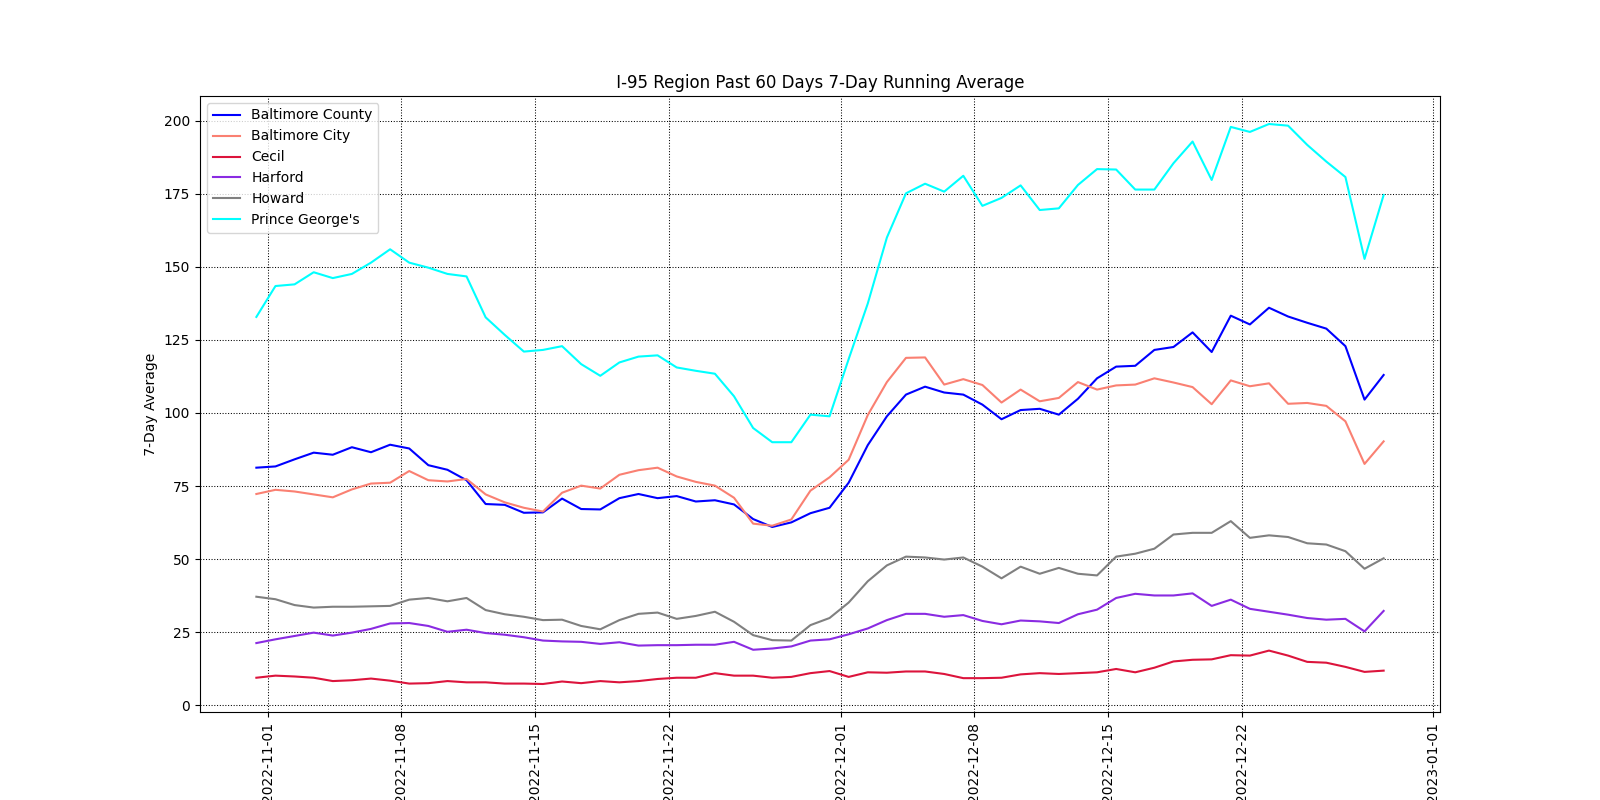 I-95 Region Past 60 Days 7-Day Running Average
Baltimore County
Baltimore City
Cecil
Harford
Howard
Prince George's
200
175
150
125
100
75
50
25
0
7-Day Average
2022-11-01
2022-11-08
2022-11-15
2022-11-22
2022-12-01
2022-12-08
2022-12-15
2022-12-22
2023-01-01